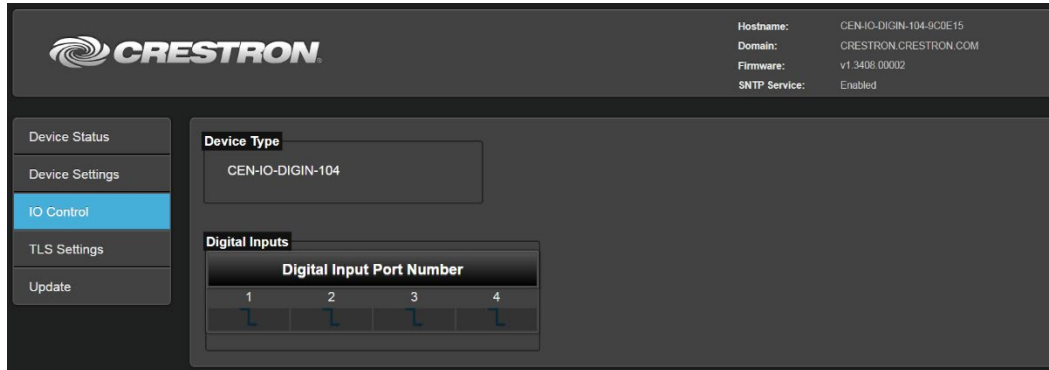 CRESTRON
Hostname: CEN-IO-DIGIN-104-9C0E15
Domain: CRESTRON.CRESTRON.COM
Firmware: v1.3408.00002
SNTP Service: Enabled
Device Status
Device Settings
IO Control
TLS Settings
Update
Device Type
CEN-IO-DIGIN-104
Digital Inputs
Digital Input Port Number
1 2 3 4